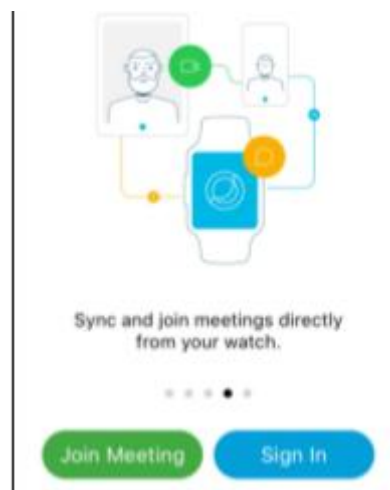 Sync and join meetings directly
from your watch.
Join Meeting
Sign In